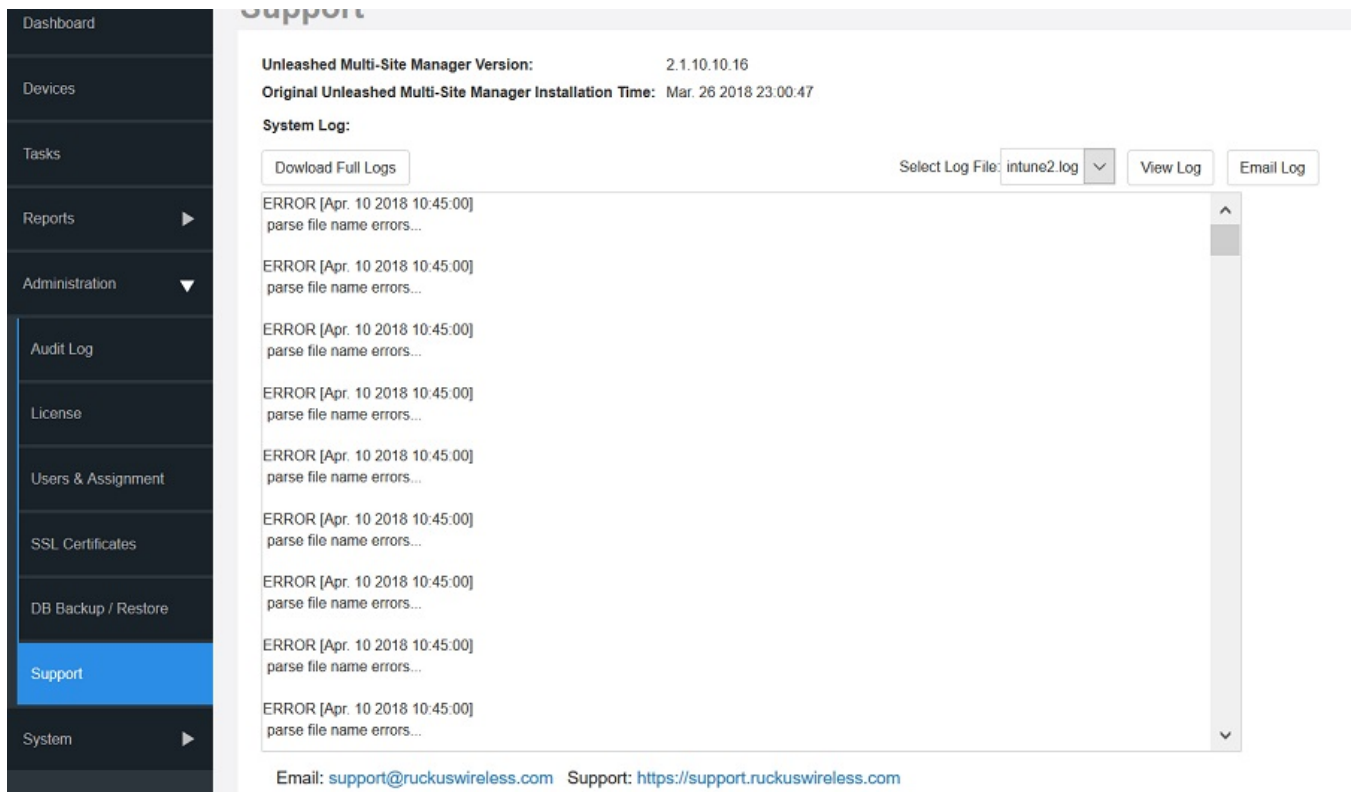 Support
Dashboard
Devices
Tasks
Reports
Administration
Audit Log
License
Users & Assignment
SSL Certificates
DB Backup / Restore
Support
System
Unleashed Multi-Site Manager Version: 2.1.10.10.16
Original Unleashed Multi-Site Manager Installation Time: Mar. 26 2018 23:00:47
System Log:
Dowload Full Logs Select Log File: intune2.log View Log Email Log
ERROR [Apr. 10 2018 10:45:00]
parse file name errors...
ERROR [Apr. 10 2018 10:45:00]
parse file name errors...
ERROR [Apr. 10 2018 10:45:00]
parse file name errors...
ERROR [Apr. 10 2018 10:45:00]
parse file name errors...
ERROR [Apr. 10 2018 10:45:00]
parse file name errors...
ERROR [Apr. 10 2018 10:45:00]
parse file name errors...
ERROR [Apr. 10 2018 10:45:00]
parse file name errors...
ERROR [Apr. 10 2018 10:45:00]
parse file name errors...
ERROR [Apr. 10 2018 10:45:00]
parse file name errors...
Email: support@ruckuswireless.com Support: https://support.ruckuswireless.com